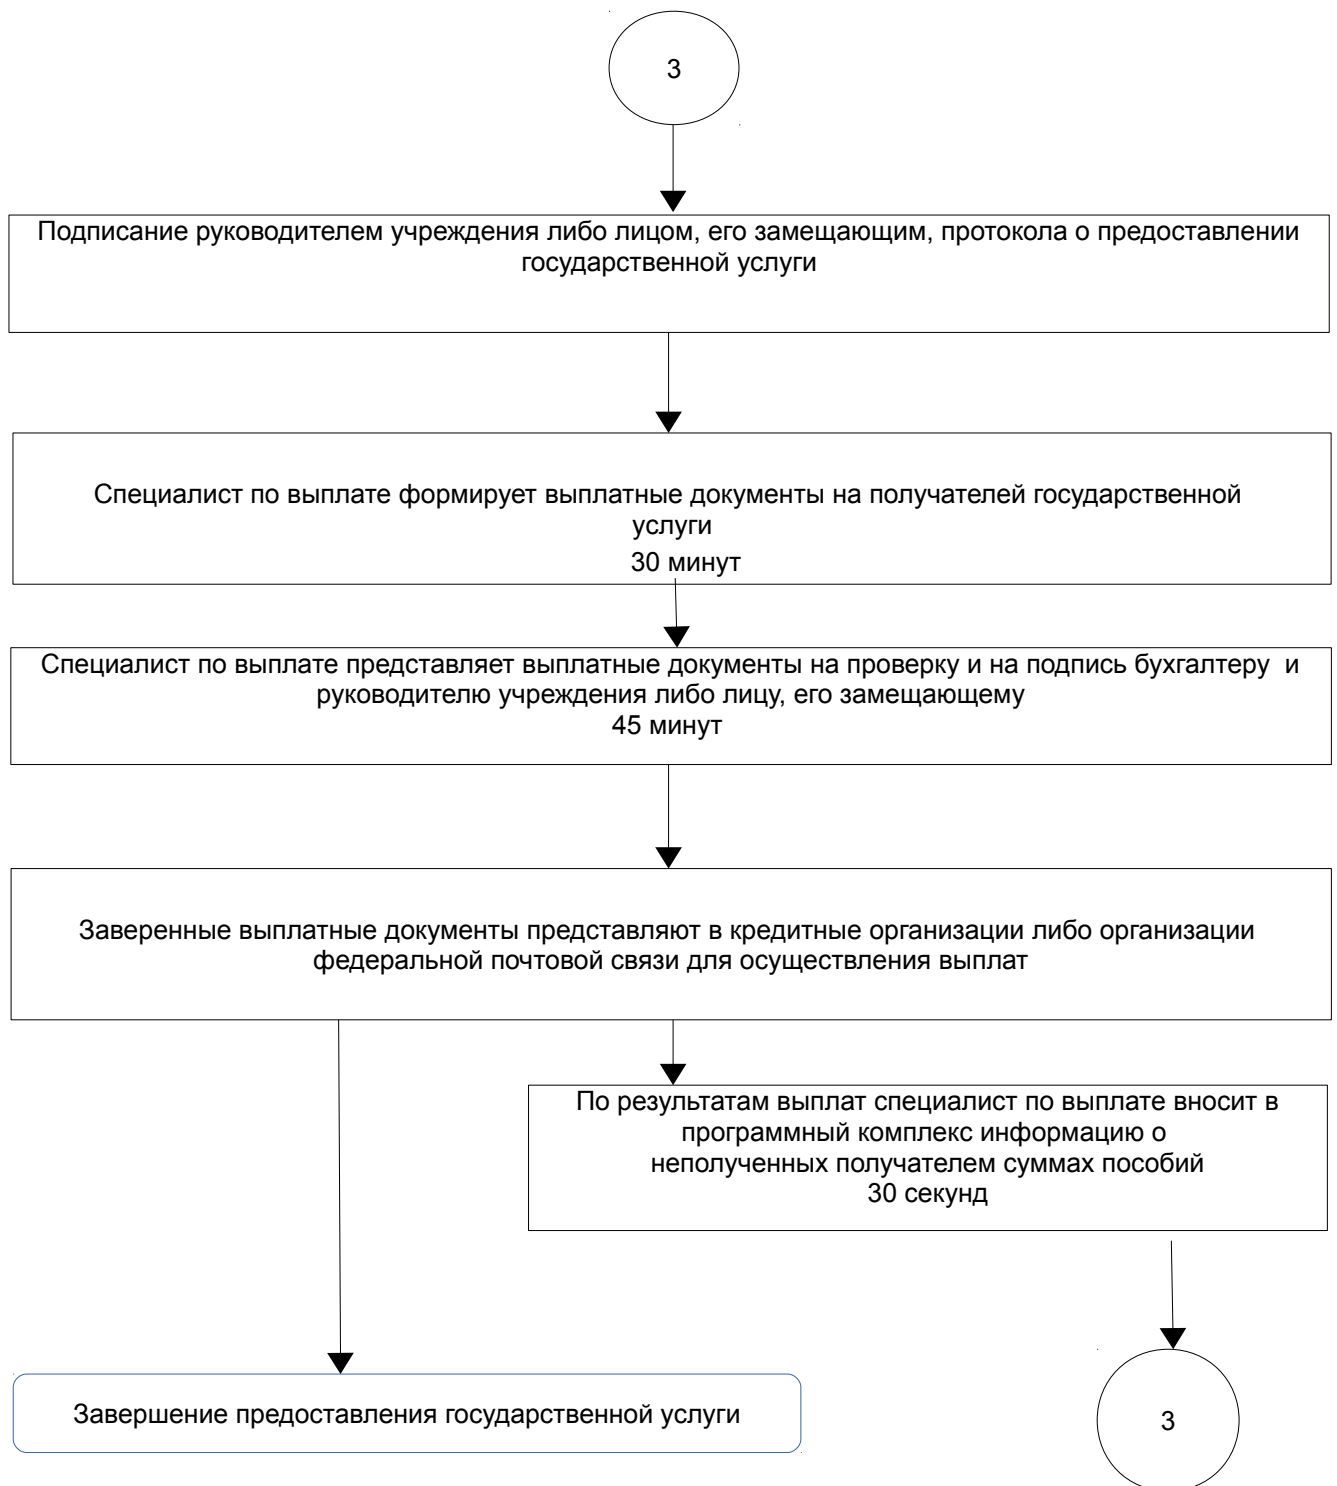 3
Подписание руководителем учреждения либо лицом, его замещающим, протокола о предоставлении
государственной услуги
Специалист по выплате формирует выплатные документы на получателей государственной
услуги
30 минут
Специалист по выплате представляет выплатные документы на проверку и на подпись бухгалтеру и
руководителю учреждения либо лицу, его замещающему
45 минут
Заверенные выплатные документы представляют в кредитные организации либо организации
федеральной почтовой связи для осуществления выплат
По результатам выплат специалист по выплате вносит в
программный комплекс информацию о
неполученных получателем суммах пособий
30 секунд
Завершение предоставления государственной услуги
3